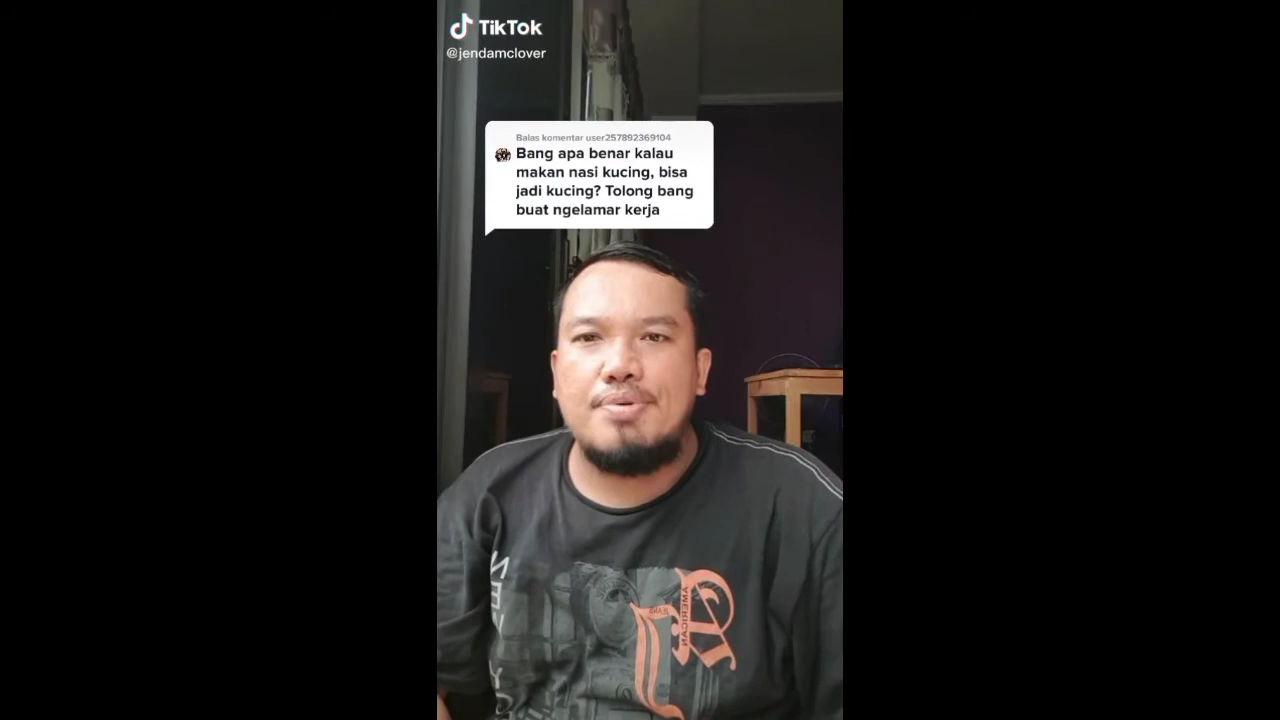 TikTok
@jendamclover
Balas komentar user257892369104
Bang apa benar kalau
makan nasi kucing, bisa
jadi kucing? Tolong bang
buat ngelamar kerja
AMERICAN